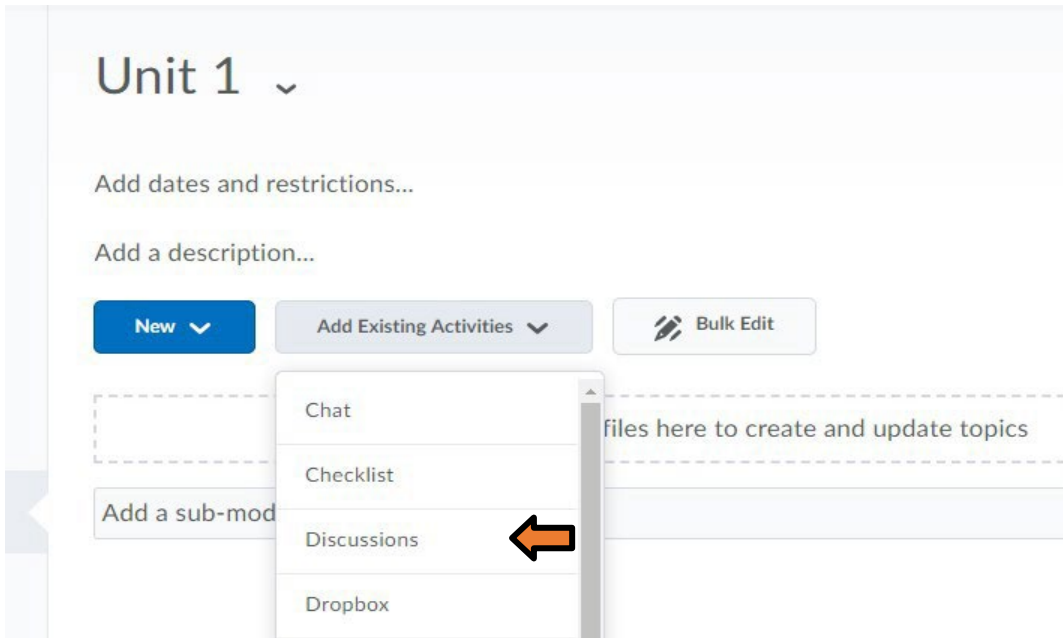 Unit 1
Add dates and restrictions...
Add a description...
New
Add Existing Activities
Bulk Edit
Chat
files here to create and update topics
Checklist
Add a sub-mod
Discussions
Dropbox